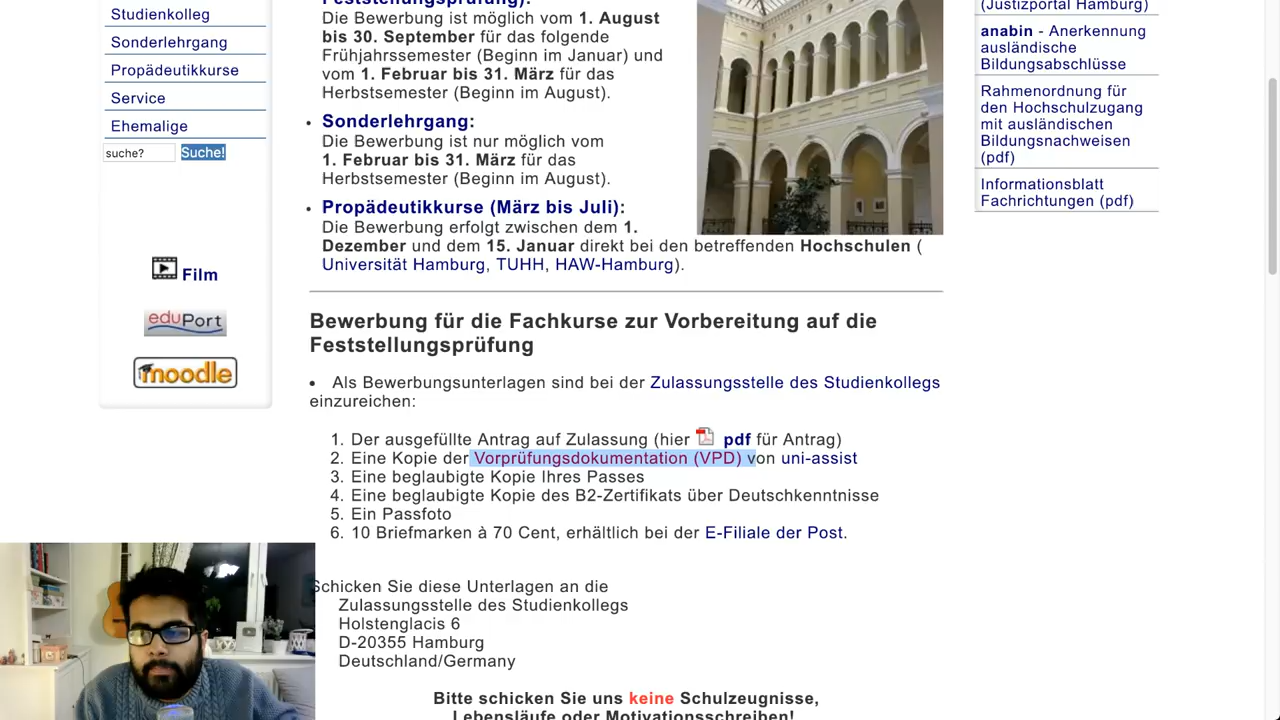 Studienkolleg
Sonderlehrgang
Propädeutikkurse
Service
Ehemalige
suche?
Suche!
Film
eduPort
moodle
Feststellungsprüfung):
Die Bewerbung ist möglich vom 1. August
bis 30. September für das folgende
Frühjahrssemester (Beginn im Januar) und
vom 1. Februar bis 31. März für das
Herbstsemester (Beginn im August).
• Sonderlehrgang:
Die Bewerbung ist nur möglich vom
1. Februar bis 31. März für das
Herbstsemester (Beginn im August).
• Propädeutikkurse (März bis Juli):
Die Bewerbung erfolgt zwischen dem 1.
Dezember und dem 15. Januar direkt bei den betreffenden Hochschulen (
Universität Hamburg, TUHH, HAW-Hamburg).
Bewerbung für die Fachkurse zur Vorbereitung auf die
Feststellungsprüfung
• Als Bewerbungsunterlagen sind bei der Zulassungsstelle des Studienkollegs
einzureichen:
1. Der ausgefüllte Antrag auf Zulassung (hier pdf für Antrag)
2. Eine Kopie der Vorprüfungsdokumentation (VPD) von uni-assist
3. Eine beglaubigte Kopie Ihres Passes
4. Eine beglaubigte Kopie des B2-Zertifikats über Deutschkenntnisse
5. Ein Passfoto
6. 10 Briefmarken à 70 Cent, erhältlich bei der E-Filiale der Post.
Schicken Sie diese Unterlagen an die
Zulassungsstelle des Studienkollegs
Holstenglacis 6
D-20355 Hamburg
Deutschland/Germany
Bitte schicken Sie uns keine Schulzeugnisse,
Lebensläufe oder Motivationsschreiben!
(Justizportal Hamburg)
anabin - Anerkennung
ausländische
Bildungsabschlüsse
Rahmenordnung für
den Hochschulzugang
mit ausländischen
Bildungsnachweisen
(pdf)
Informationsblatt
Fachrichtungen (pdf)